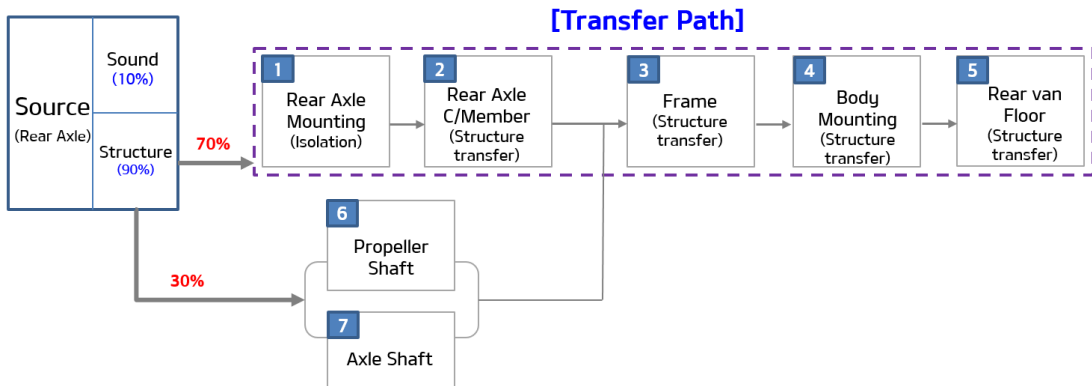 [Transfer Path]
Source
(Rear Axle)
Sound
(10%)
Structure
(90%)
70%
30%
1
Rear Axle
Mounting
(Isolation)
2
Rear Axle
C/Member
(Structure
transfer)
3
Frame
(Structure
transfer)
4
Body
Mounting
(Structure
transfer)
5
Rear van
Floor
(Structure
transfer)
6
Propeller
Shaft
7
Axle Shaft